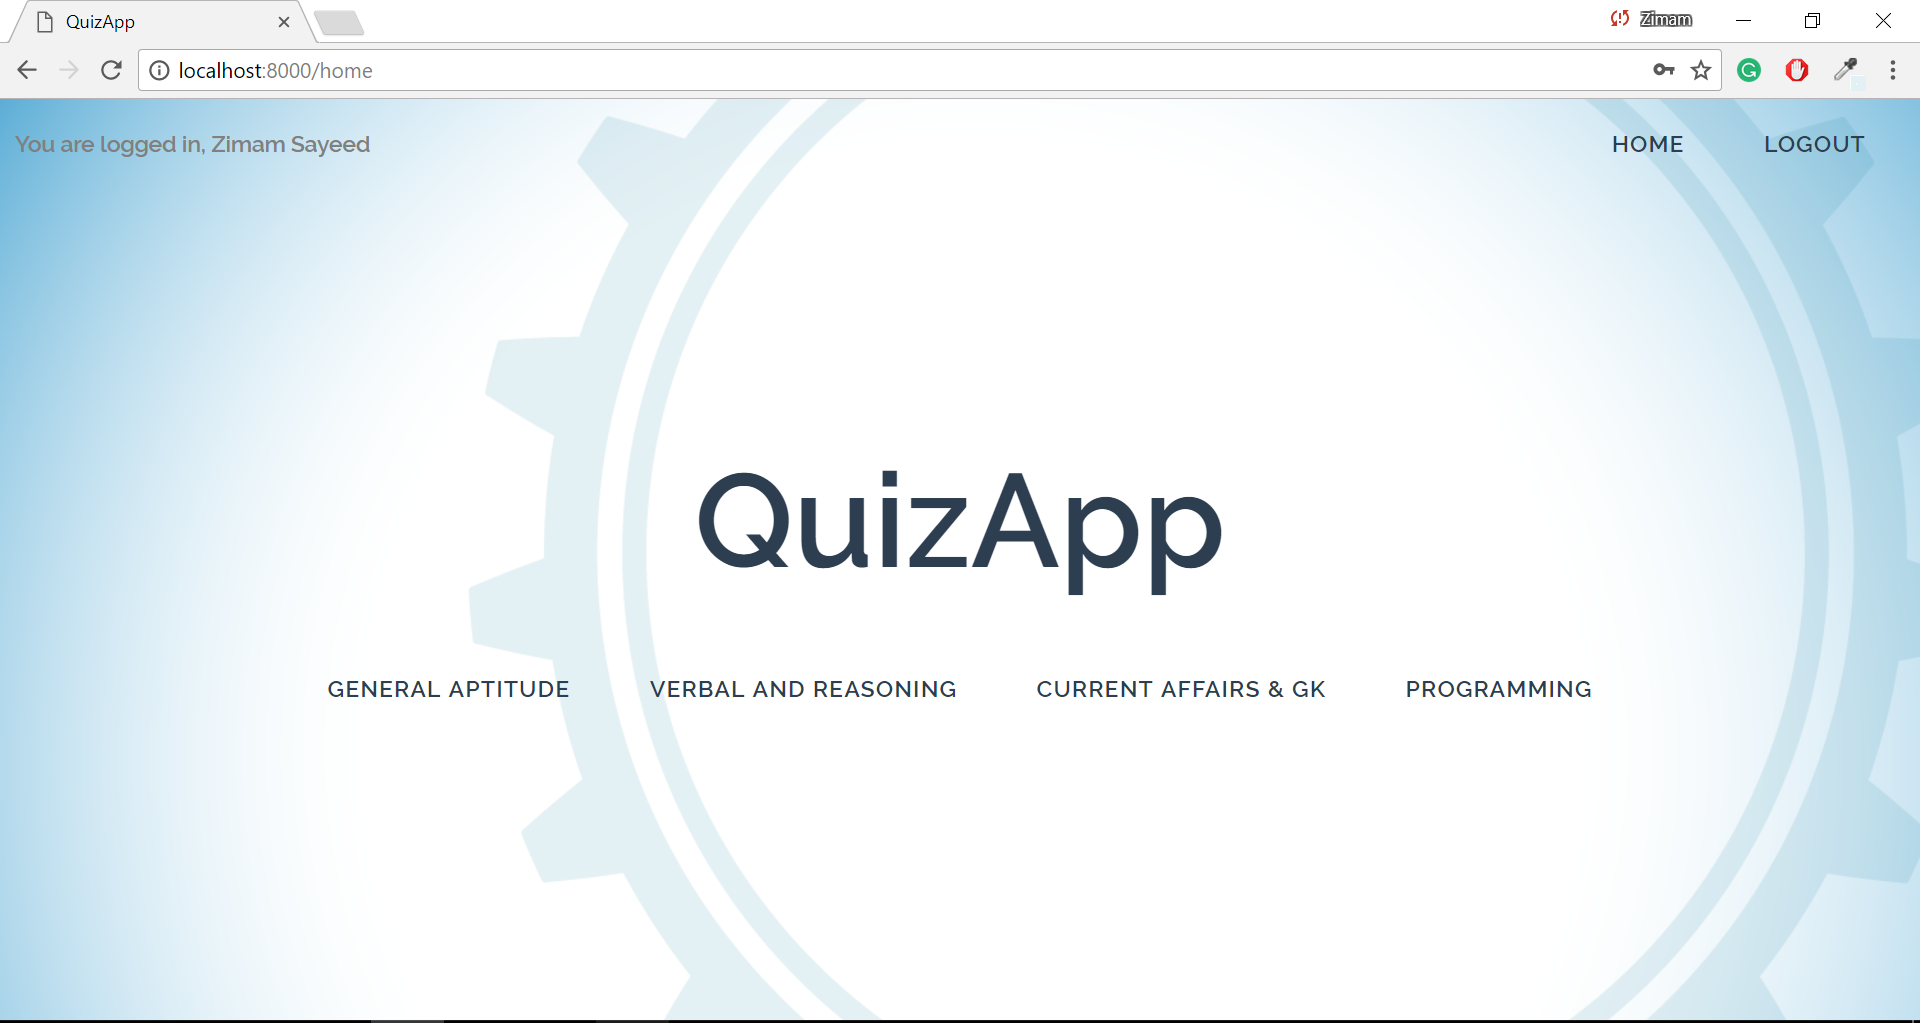 QuizApp
Zimam
localhost:8000/home
You are logged in, Zimam Sayeed
HOME
LOGOUT
QuizApp
GENERAL APTITUDE
VERBAL AND REASONING
CURRENT AFFAIRS & GK
PROGRAMMING